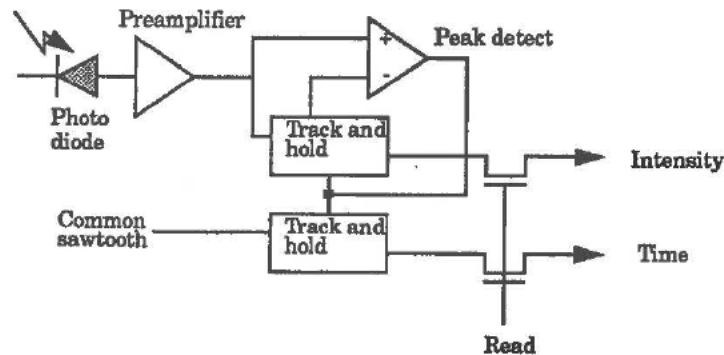 Preamplifier
+
Peak detect
-
Photo
diode
Track and
hold
Intensity
Common
sawtooth
Track and
hold
Time
Read